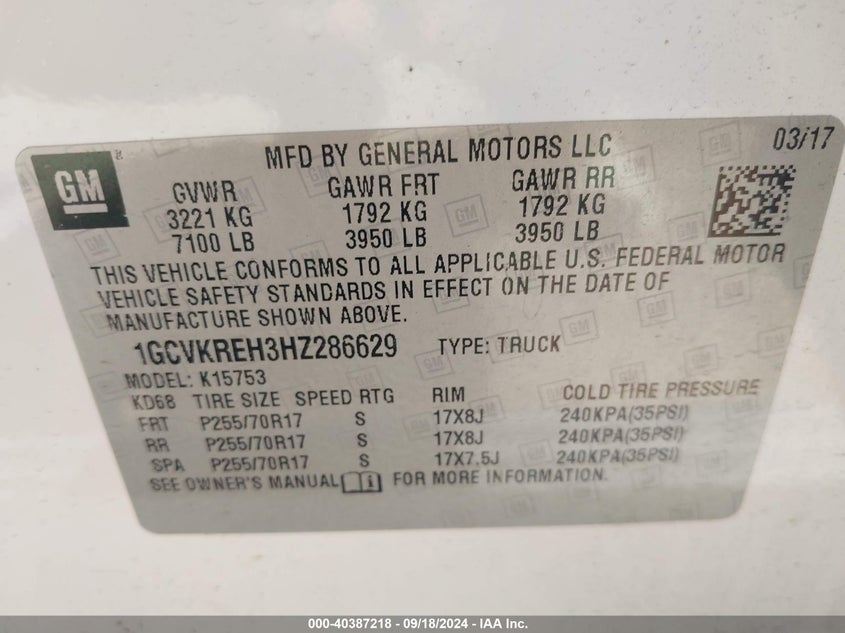 GM
MFD BY GENERAL MOTORS LLC
03/17
GVWR GAWR FRT GAWR RR
3221 KG 1792 KG 1792 KG
7100 LB 3950 LB 3950 LB
THIS VEHICLE CONFORMS TO ALL APPLICABLE U.S. FEDERAL MOTOR
VEHICLE SAFETY STANDARDS IN EFFECT ON THE DATE OF
MANUFACTURE SHOWN ABOVE.
1GCVKREH3HZ286629 TYPE: TRUCK
MODEL: K15753
KD68 TIRE SIZE SPEED RTG RIM COLD TIRE PRESSURE
FRT P255/70R17 S 17X8J 240KPA(35PSI)
RR P255/70R17 S 17X8J 240KPA(35PSI)
SPA P255/70R17 S 17X7.5J 240KPA(35PSI)
SEE OWNER'S MANUAL FOR MORE INFORMATION.
000-40387218 - 09/18/2024 - IAA Inc.